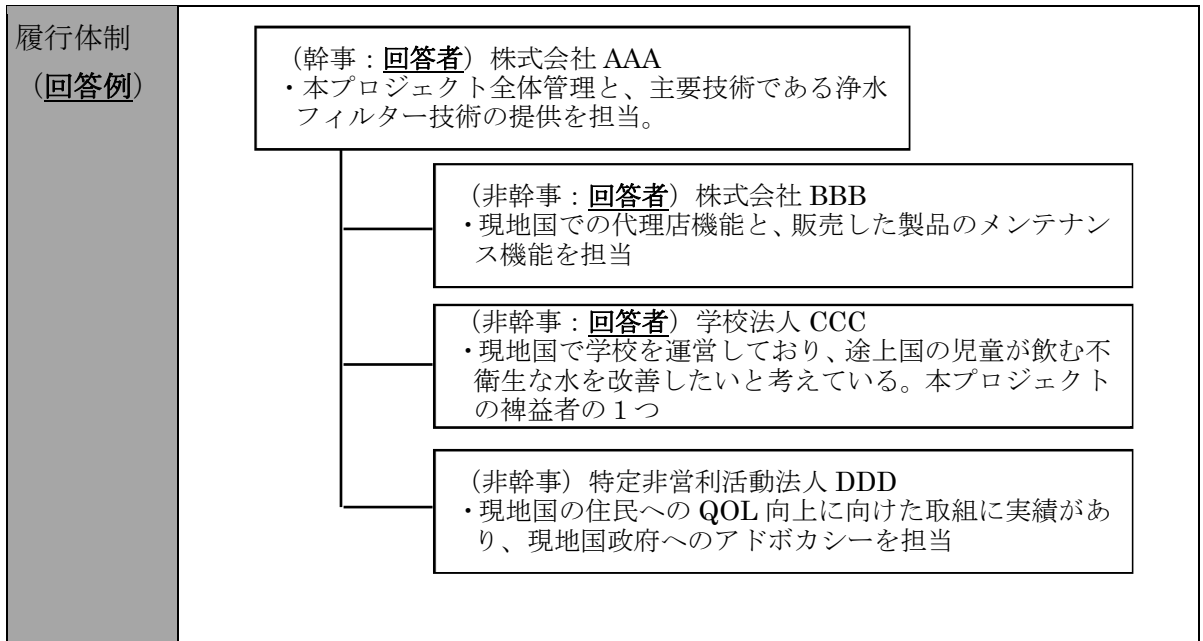 履行体制
(回答例)
(幹事:回答者)株式会社 AAA
・本プロジェクト全体管理と、主要技術である浄水
フィルター技術の提供を担当。
(非幹事:回答者)株式会社 BBB
・現地国での代理店機能と、販売した製品のメンテナン
ス機能を担当
(非幹事:回答者)学校法人 CCC
・現地国で学校を運営しており、途上国の児童が飲む不
衛生な水を改善したいと考えている。本プロジェクト
の裨益者の1つ
(非幹事)特定非営利活動法人 DDD
・現地国の住民への QOL 向上に向けた取組に実績があ
り、現地国政府へのアドボカシーを担当